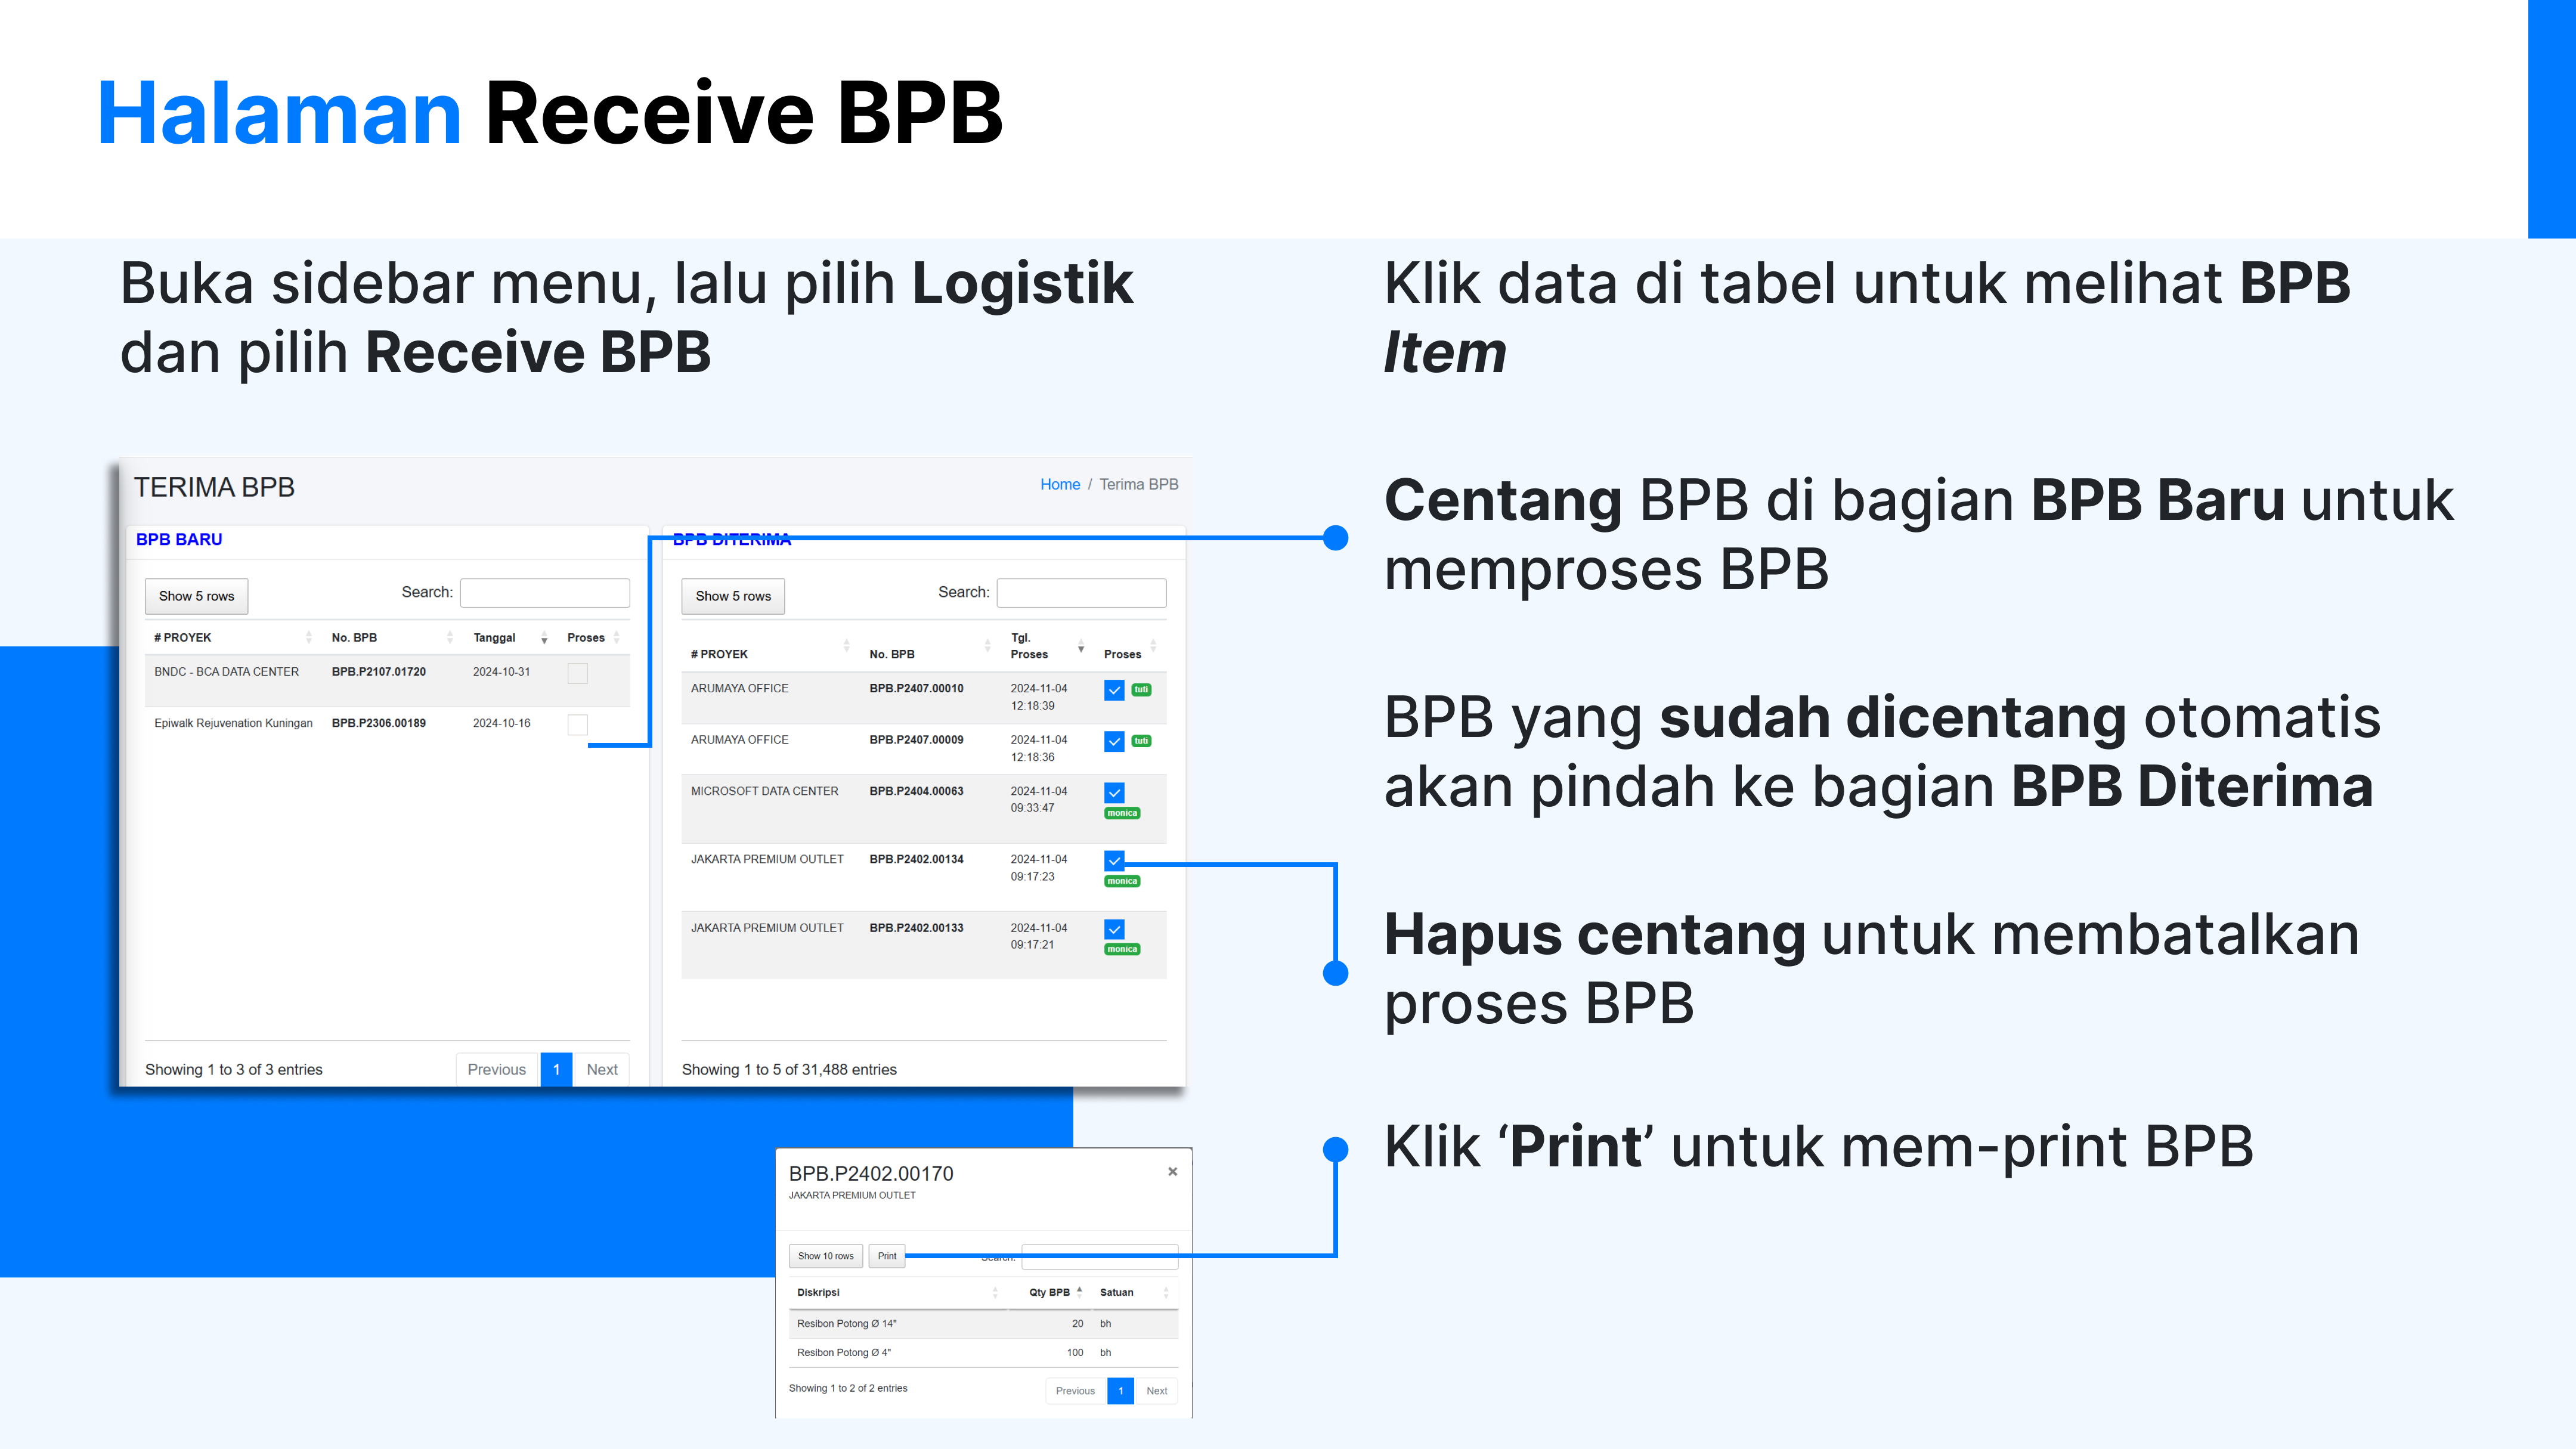 Halaman Receive BPB
Buka sidebar menu, lalu pilih Logistik
dan pilih Receive BPB
TERIMA BPB
Home / Terima BPB
BPB BARU
Show 5 rows
Search:
# PROYEK No. BPB Tanggal Proses
BNDC - BCA DATA CENTER BPB.P2107.01720 2024-10-31
Epiwalk Rejuvenation Kuningan BPB.P2306.00189 2024-10-16
Showing 1 to 3 of 3 entries
Previous 1 Next
BPB DITERIMA
Show 5 rows
Search:
Tgl.
# PROYEK No. BPB Proses Proses
ARUMAYA OFFICE BPB.P2407.00010 2024-11-04 tuti
12:18:39
ARUMAYA OFFICE BPB.P2407.00009 2024-11-04 tuti
12:18:36
MICROSOFT DATA CENTER BPB.P2404.00063 2024-11-04
09:33:47 monica
JAKARTA PREMIUM OUTLET BPB.P2402.00134 2024-11-04
09:17:23 monica
JAKARTA PREMIUM OUTLET BPB.P2402.00133 2024-11-04
09:17:21 monica
Showing 1 to 5 of 31,488 entries
BPB.P2402.00170 ×
JAKARTA PREMIUM OUTLET
Show 10 rows Print Search:
Diskripsi Qty BPB Satuan
Resibon Potong Ø 14" 20 bh
Resibon Potong Ø 4" 100 bh
Showing 1 to 2 of 2 entries
Previous 1 Next
Klik data di tabel untuk melihat BPB
Item
Centang BPB di bagian BPB Baru untuk
memproses BPB
BPB yang sudah dicentang otomatis
akan pindah ke bagian BPB Diterima
Hapus centang untuk membatalkan
proses BPB
Klik ‘Print’ untuk mem-print BPB